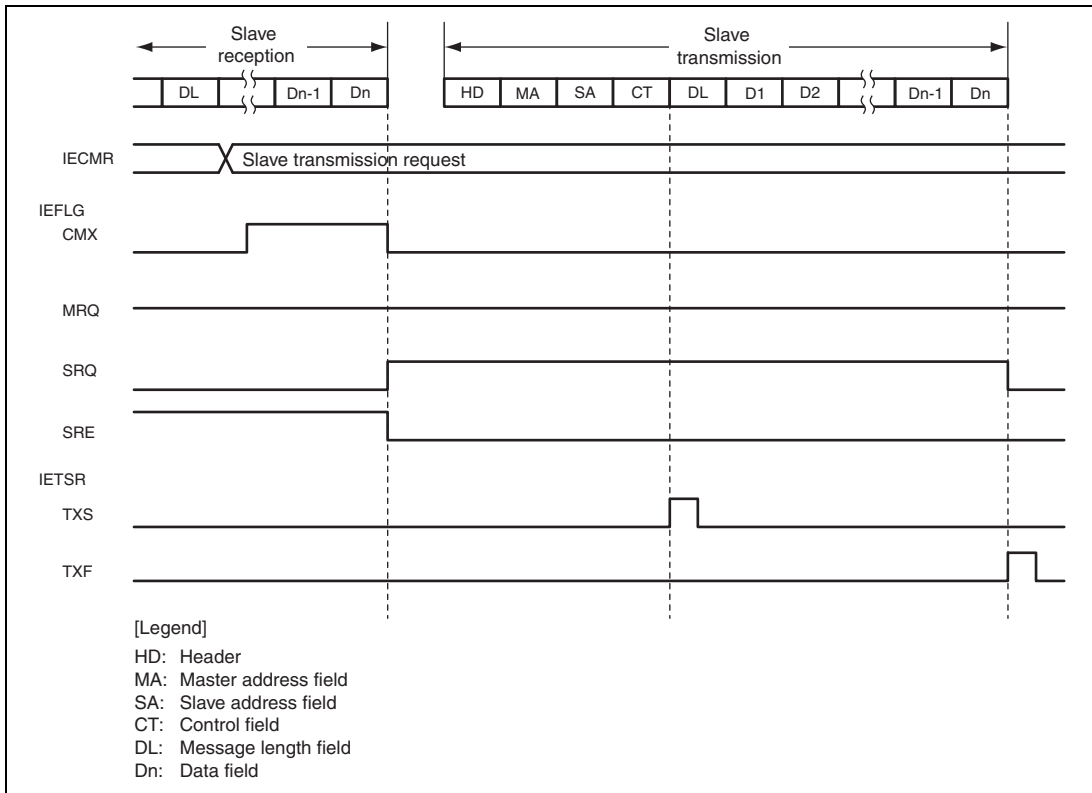 Slave
reception
Slave
transmission
DL Dn-1 Dn HD MA SA CT DL D1 D2 Dn-1 Dn
IECMR Slave transmission request
IEFLG
CMX
MRQ
SRQ
SRE
IETSR
TXS
TXF
[Legend]
HD: Header
MA: Master address field
SA: Slave address field
CT: Control field
DL: Message length field
Dn: Data field